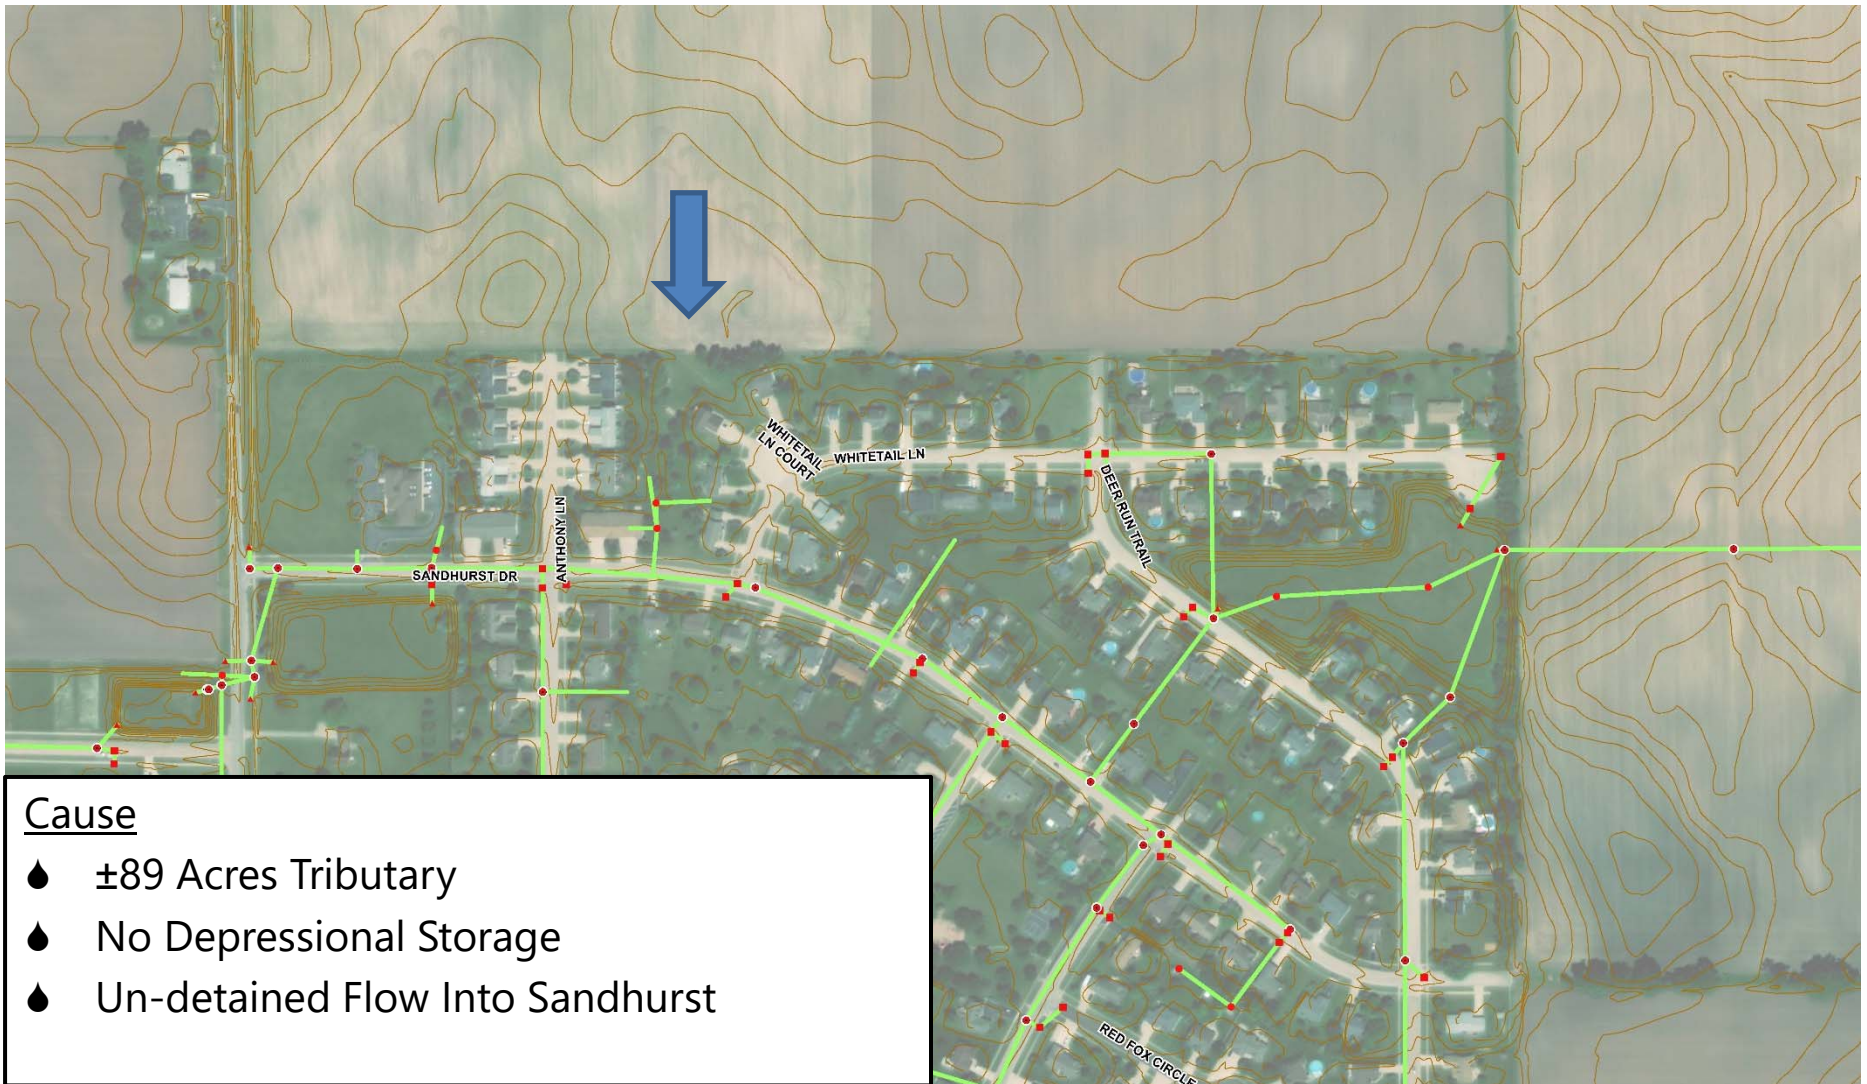 WHITETAIL
LN COURT
WHITETAIL LN
DEER RUN TRAIL
ANTHONY LN
SANDHURST DR
RED FOX CIRCLE
Cause
±89 Acres Tributary
No Depressional Storage
Un-detained Flow Into Sandhurst